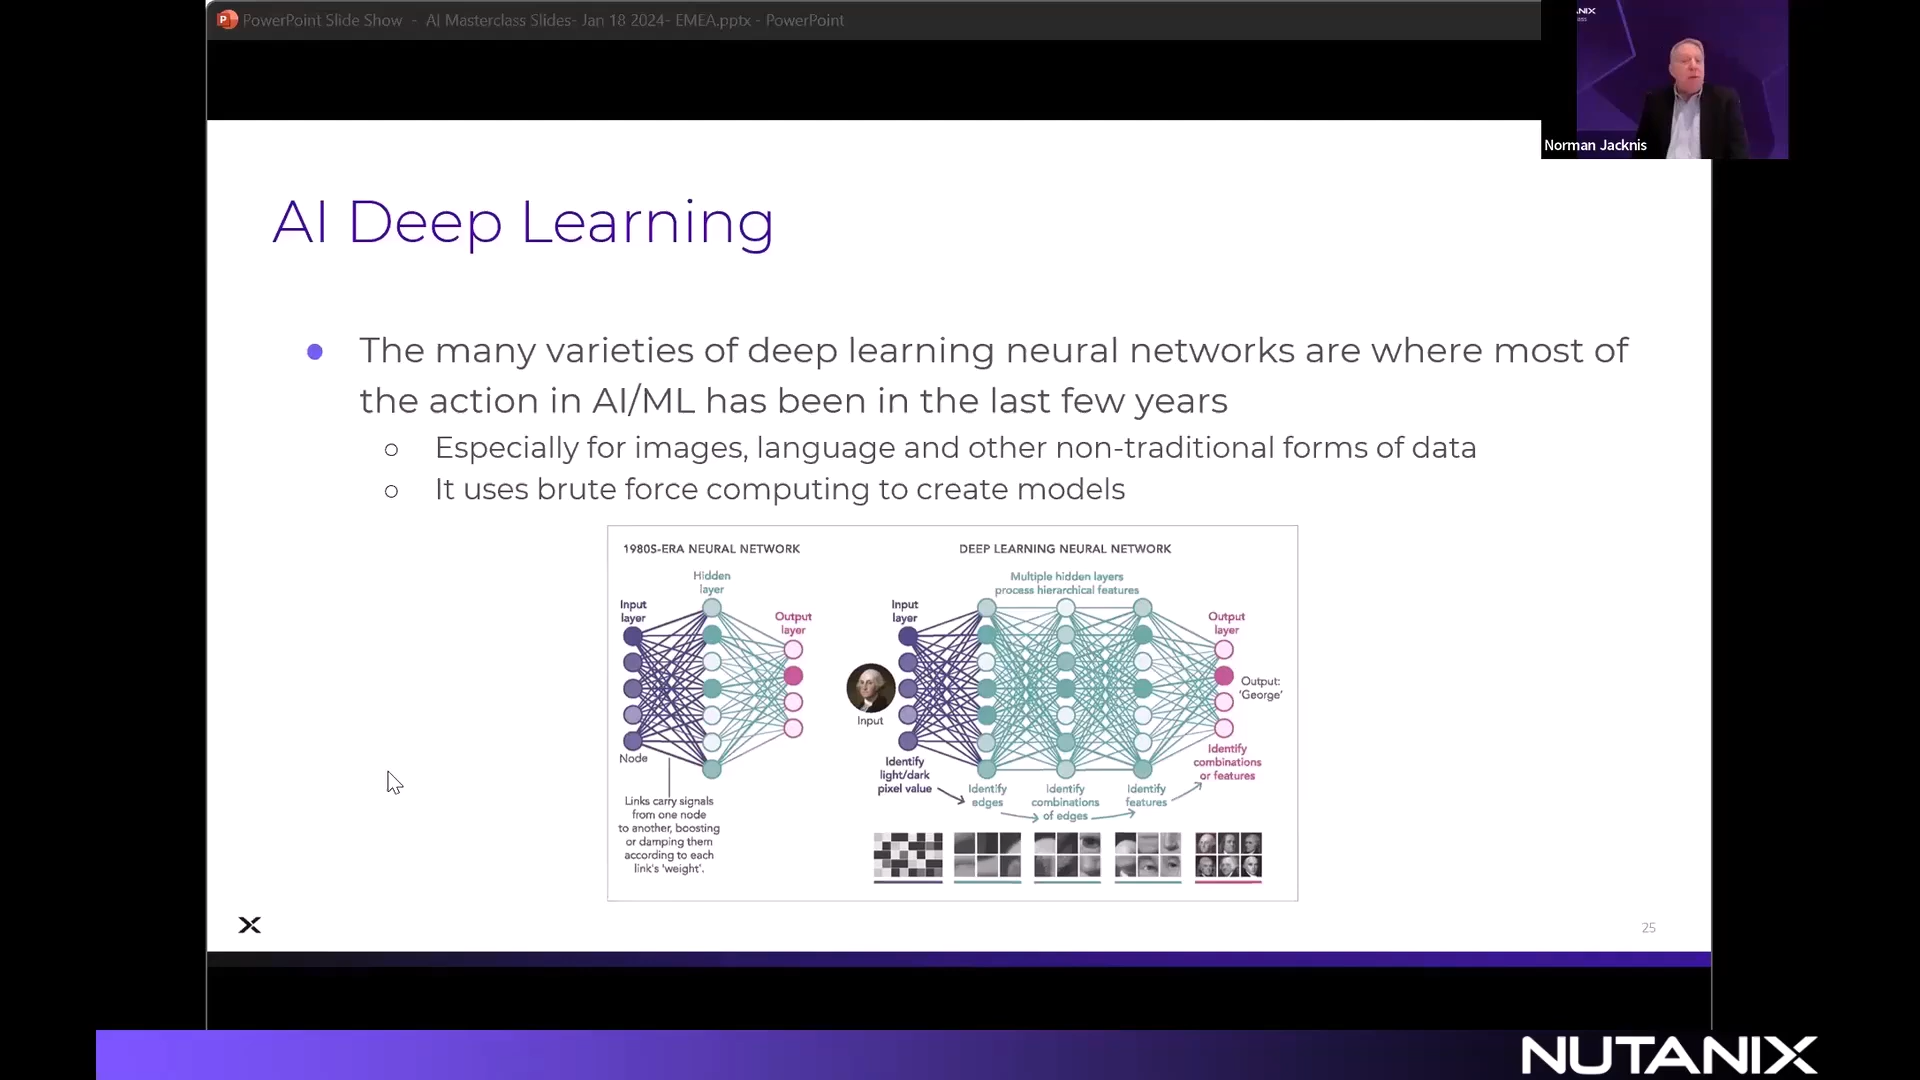 PowerPoint Slide Show - AI Masterclass Slides- Jan 18 2024- EMEA.pptx - PowerPoint
Norman Jacknis
AI Deep Learning
The many varieties of deep learning neural networks are where most of
the action in AI/ML has been in the last few years
Especially for images, language and other non-traditional forms of data
It uses brute force computing to create models
1980S-ERA NEURAL NETWORK
Hidden
layer
Input
layer
Output
layer
Node
Links carry signals
from one node
to another, boosting
or damping them
according to each
link's 'weight'.
DEEP LEARNING NEURAL NETWORK
Multiple hidden layers
process hierarchical features
Input
layer
Output
layer
Input
Output:
'George'
Identify
light/dark
pixel value
Identify
edges
Identify
combinations
of edges
Identify
features
Identify
combinations
or features
25
NUTANIX